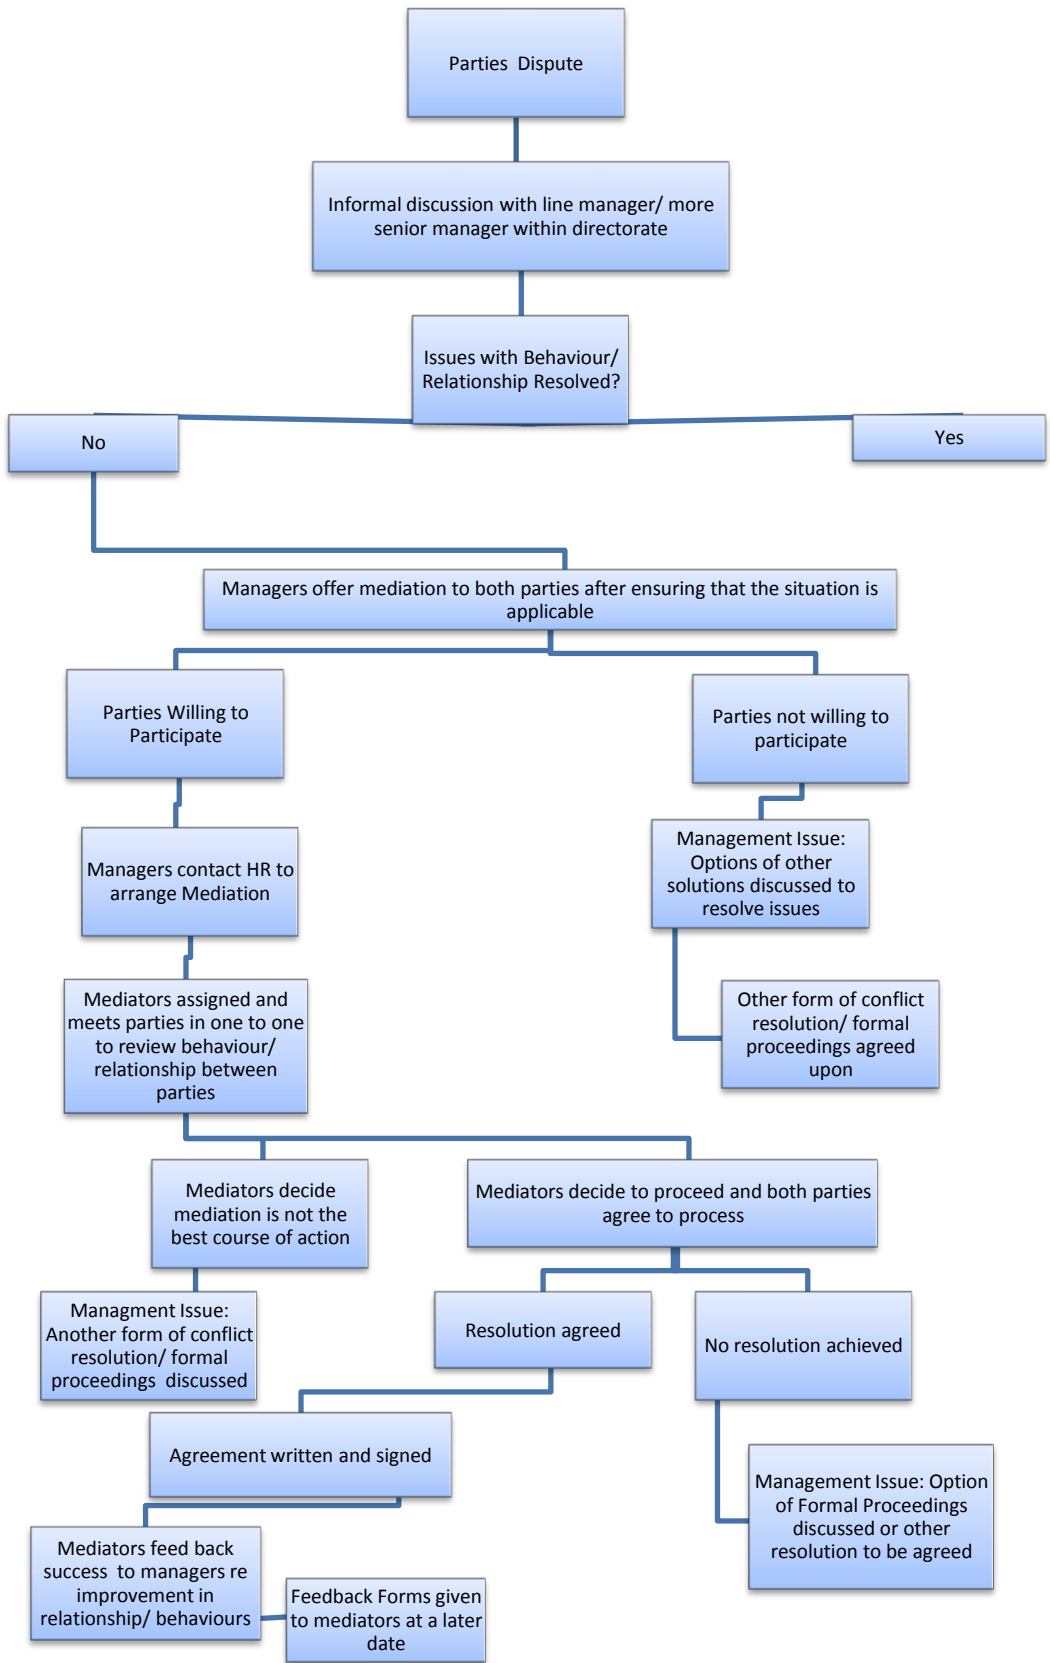 Parties  Dispute
Informal discussion with line manager/ more
senior manager within directorate
Issues with Behaviour/
Relationship Resolved?
No
Yes
Managers offer mediation to both parties after ensuring that the situation is
applicable
Parties Willing to
Participate
Parties not willing to
participate
Managers contact HR to
arrange Mediation
Management Issue:
Options of other
solutions discussed to
resolve issues
Mediators assigned and
meets parties in one to one
to review behaviour/
relationship between
parties
Other form of conflict
resolution/ formal
proceedings agreed
upon
Mediators decide
mediation is not the
best course of action
Mediators decide to proceed and both parties
agree to process
Managment Issue:
Another form of conflict
resolution/ formal
proceedings  discussed
Resolution agreed
No resolution achieved
Agreement written and signed
Management Issue: Option
of Formal Proceedings
discussed or other
resolution to be agreed
Mediators feed back
success  to managers re
improvement in
relationship/ behaviours
Feedback Forms given
to mediators at a later
date